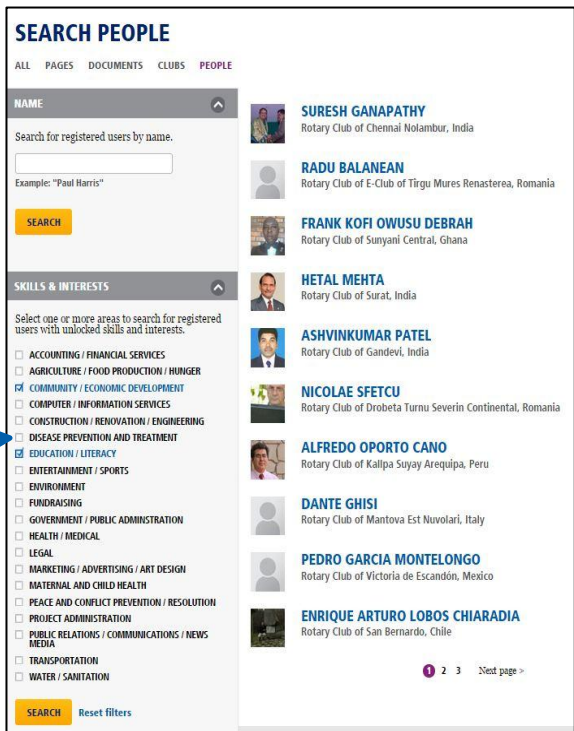 SEARCH PEOPLE
ALL PAGES DOCUMENTS CLUBS PEOPLE
NAME
Search for registered users by name.
Example: "Paul Harris"
SEARCH
SKILLS & INTERESTS
Select one or more areas to search for registered
users with unlocked skills and interests.
ACCOUNTING / FINANCIAL SERVICES
AGRICULTURE / FOOD PRODUCTION / HUNGER
COMMUNITY / ECONOMIC DEVELOPMENT
COMPUTER / INFORMATION SERVICES
CONSTRUCTION / RENOVATION / ENGINEERING
DISEASE PREVENTION AND TREATMENT
EDUCATION / LITERACY
ENTERTAINMENT / SPORTS
ENVIRONMENT
FUNDRAISING
GOVERNMENT / PUBLIC ADMINSTRATION
HEALTH / MEDICAL
LEGAL
MARKETING / ADVERTISING / ART DESIGN
MATERNAL AND CHILD HEALTH
PEACE AND CONFLICT PREVENTION / RESOLUTION
PROJECT ADMINISTRATION
PUBLIC RELATIONS / COMMUNICATIONS / NEWS
MEDIA
TRANSPORTATION
WATER / SANITATION
SEARCH Reset filters
SURESH GANAPATHY
Rotary Club of Chennai Nolambur, India
RADU BALANEAN
Rotary Club of E-Club of Tirgu Mures Renasterea, Romania
FRANK KOFI OWUSU DEBRAH
Rotary Club of Sunyani Central, Ghana
HETAL MEHTA
Rotary Club of Surat, India
ASHVINKUMAR PATEL
Rotary Club of Gandevi, India
NICOLAE SFETCU
Rotary Club of Drobeta Turnu Severin Continental, Romania
ALFREDO OPORTO CANO
Rotary Club of Kallpa Suyay Arequipa, Peru
DANTE GHISI
Rotary Club of Mantova Est Nuvolari, Italy
PEDRO GARCIA MONTELONGO
Rotary Club of Victoria de Escandón, Mexico
ENRIQUE ARTURO LOBOS CHIARADIA
Rotary Club of San Bernardo, Chile
1 2 3 Next page >